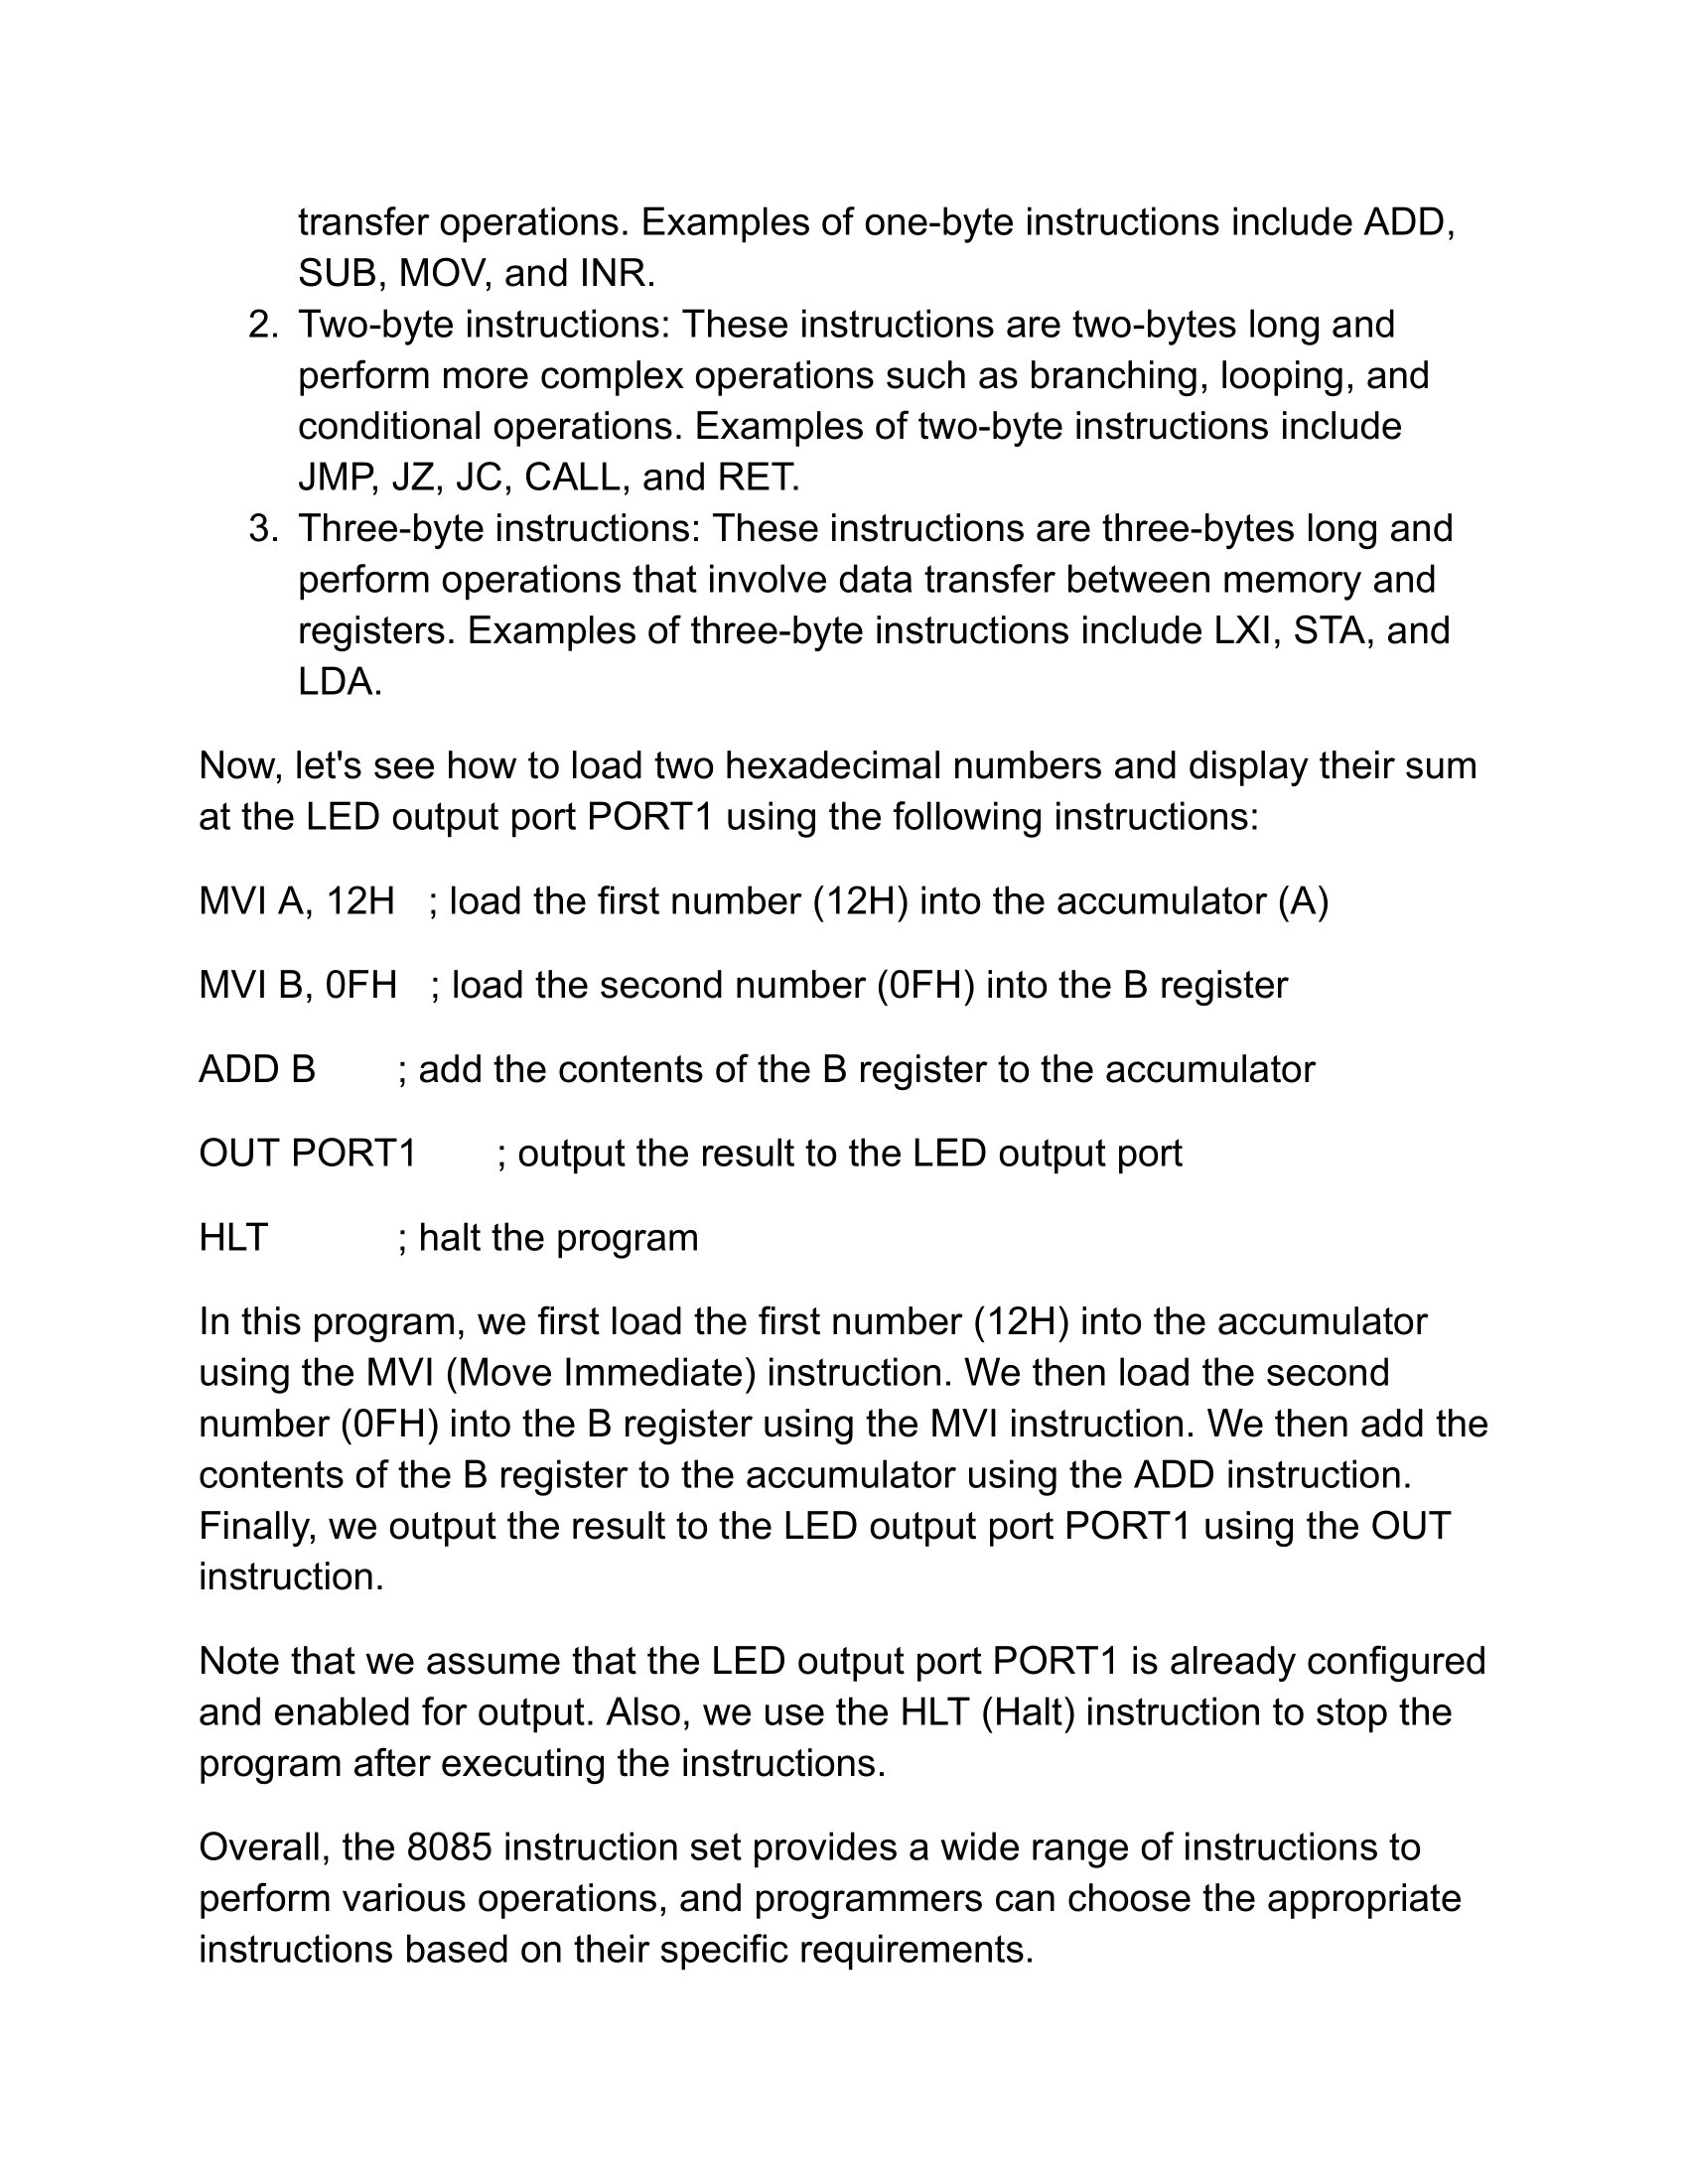 transfer operations. Examples of one-byte instructions include ADD,
SUB, MOV, and INR.
2. Two-byte instructions: These instructions are two-bytes long and
perform more complex operations such as branching, looping, and
conditional operations. Examples of two-byte instructions include
JMP, JZ, JC, CALL, and RET.
3. Three-byte instructions: These instructions are three-bytes long and
perform operations that involve data transfer between memory and
registers. Examples of three-byte instructions include LXI, STA, and
LDA.
Now, let's see how to load two hexadecimal numbers and display their sum
at the LED output port PORT1 using the following instructions:
MVI A, 12H ; load the first number (12H) into the accumulator (A)
MVI B, 0FH ; load the second number (0FH) into the B register
ADD B ; add the contents of the B register to the accumulator
OUT PORT1 ; output the result to the LED output port
HLT ; halt the program
In this program, we first load the first number (12H) into the accumulator
using the MVI (Move Immediate) instruction. We then load the second
number (0FH) into the B register using the MVI instruction. We then add the
contents of the B register to the accumulator using the ADD instruction.
Finally, we output the result to the LED output port PORT1 using the OUT
instruction.
Note that we assume that the LED output port PORT1 is already configured
and enabled for output. Also, we use the HLT (Halt) instruction to stop the
program after executing the instructions.
Overall, the 8085 instruction set provides a wide range of instructions to
perform various operations, and programmers can choose the appropriate
instructions based on their specific requirements.